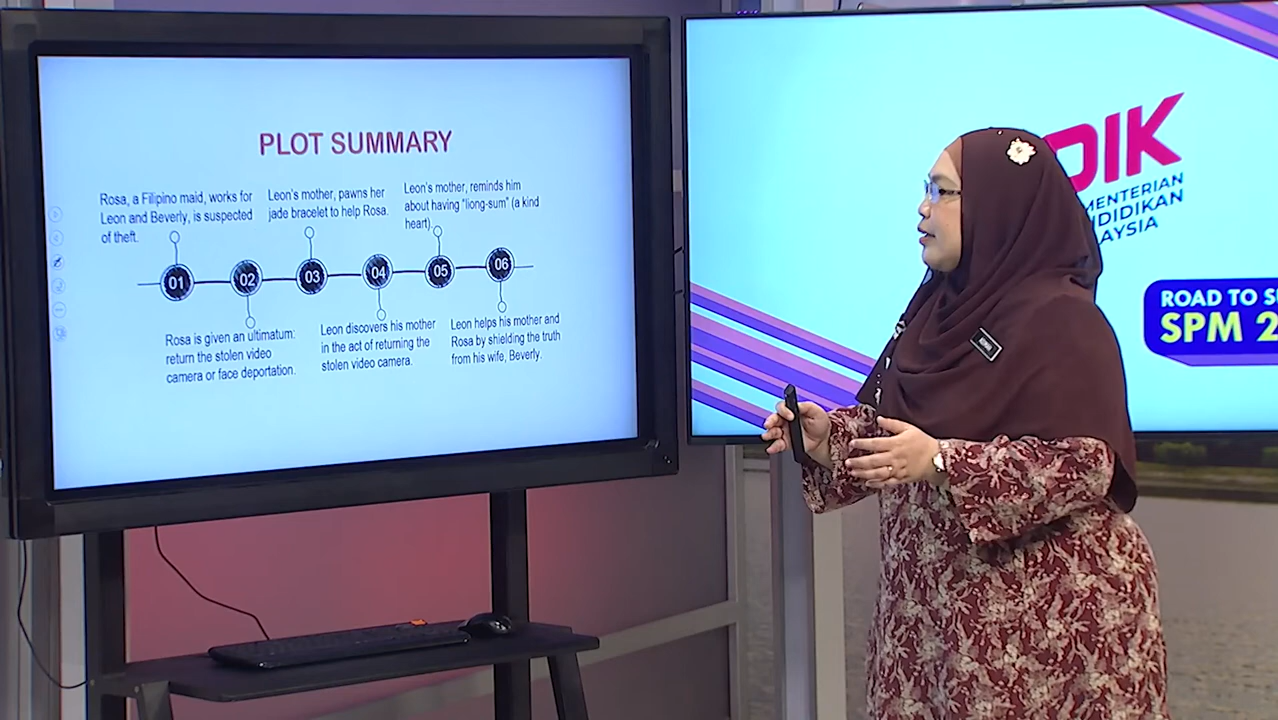 PLOT SUMMARY
Rosa, a Filipino maid, works for
Leon and Beverly, is suspected
of theft.
Leon's mother, pawns her
jade bracelet to help Rosa.
Leon's mother, reminds him
about having "liong-sum" (a kind
heart).
01
02
03
04
05
06
Rosa is given an ultimatum:
return the stolen video
camera or face deportation.
Leon discovers his mother
in the act of returning the
stolen video camera.
Leon helps his mother and
Rosa by shielding the truth
from his wife, Beverly.
DIK
MENTERIAN
NDIDIKAN
AYSIA
ROAD TO S
SPM 2